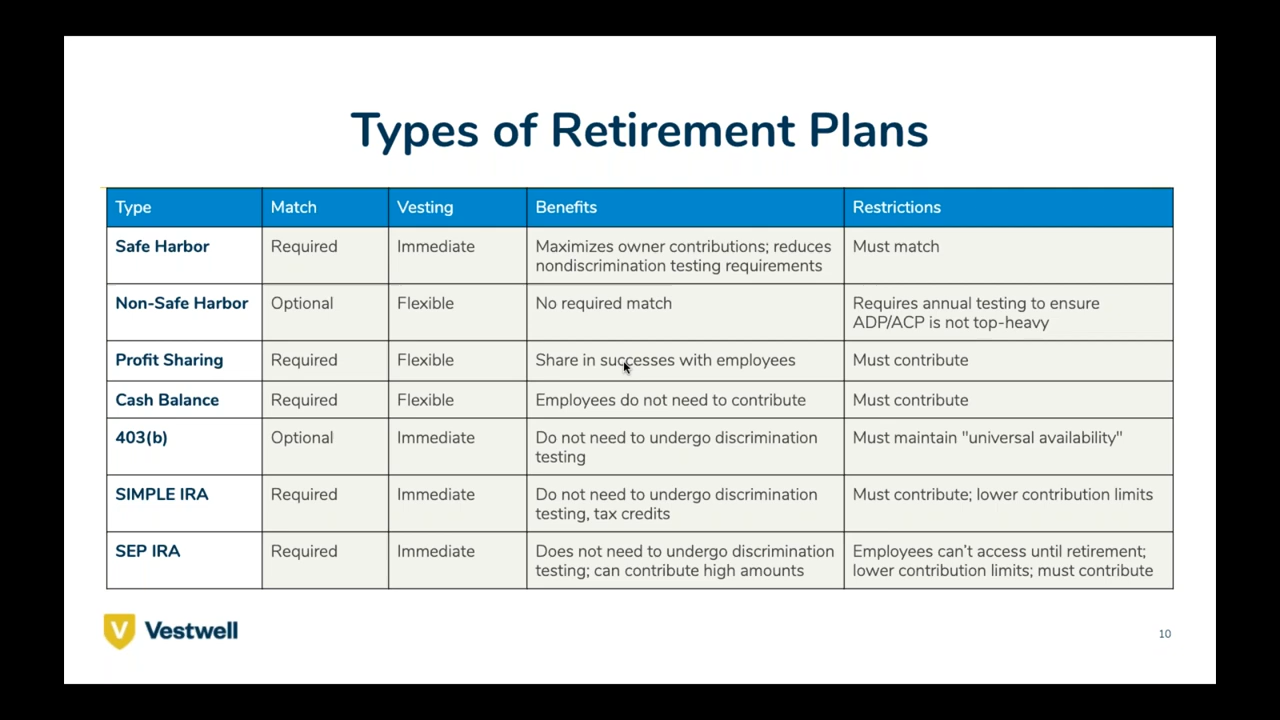 Types of Retirement Plans
Type Match Vesting Benefits Restrictions
Safe Harbor Required Immediate Maximizes owner contributions; reduces Must match
nondiscrimination testing requirements
Non-Safe Harbor Optional Flexible No required match Requires annual testing to ensure
ADP/ACP is not top-heavy
Profit Sharing Required Flexible Share in successes with employees Must contribute
Cash Balance Required Flexible Employees do not need to contribute Must contribute
403(b) Optional Immediate Do not need to undergo discrimination Must maintain "universal availability"
testing
SIMPLE IRA Required Immediate Do not need to undergo discrimination Must contribute; lower contribution limits
testing, tax credits
SEP IRA Required Immediate Does not need to undergo discrimination Employees can't access until retirement;
testing; can contribute high amounts lower contribution limits; must contribute
V Vestwell
10